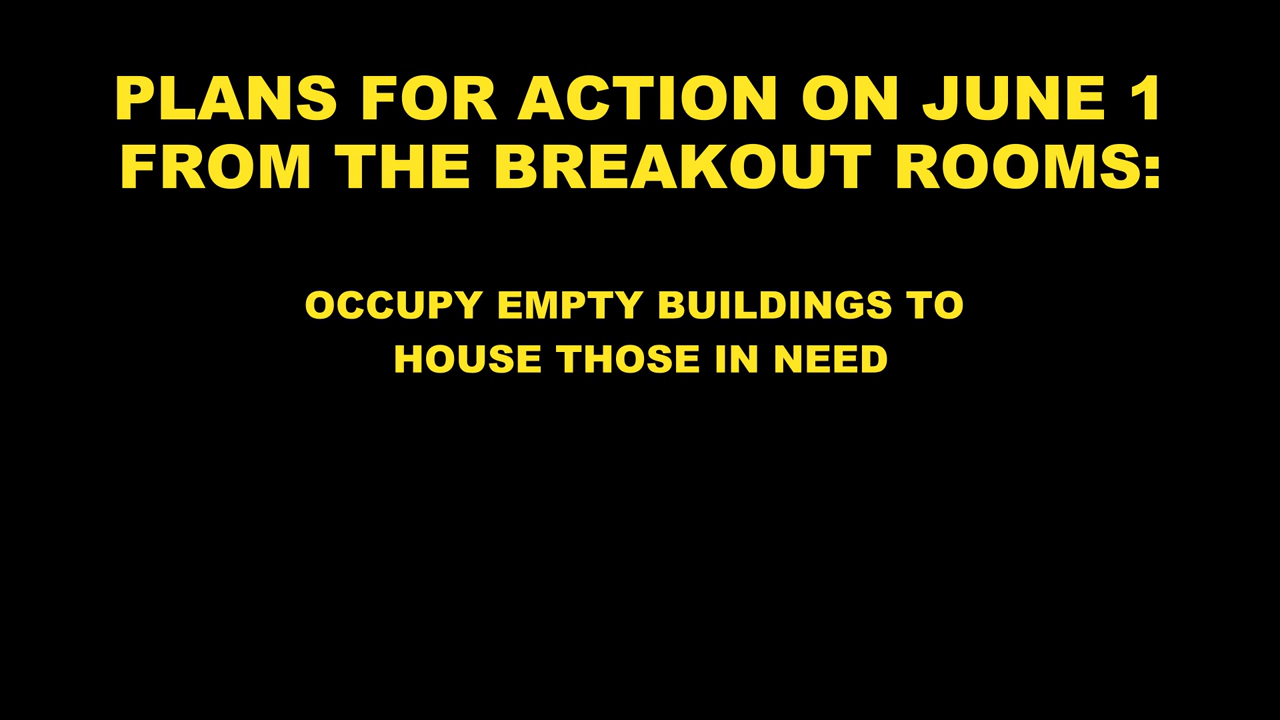 PLANS FOR ACTION ON JUNE 1
FROM THE BREAKOUT ROOMS:
OCCUPY EMPTY BUILDINGS TO
HOUSE THOSE IN NEED